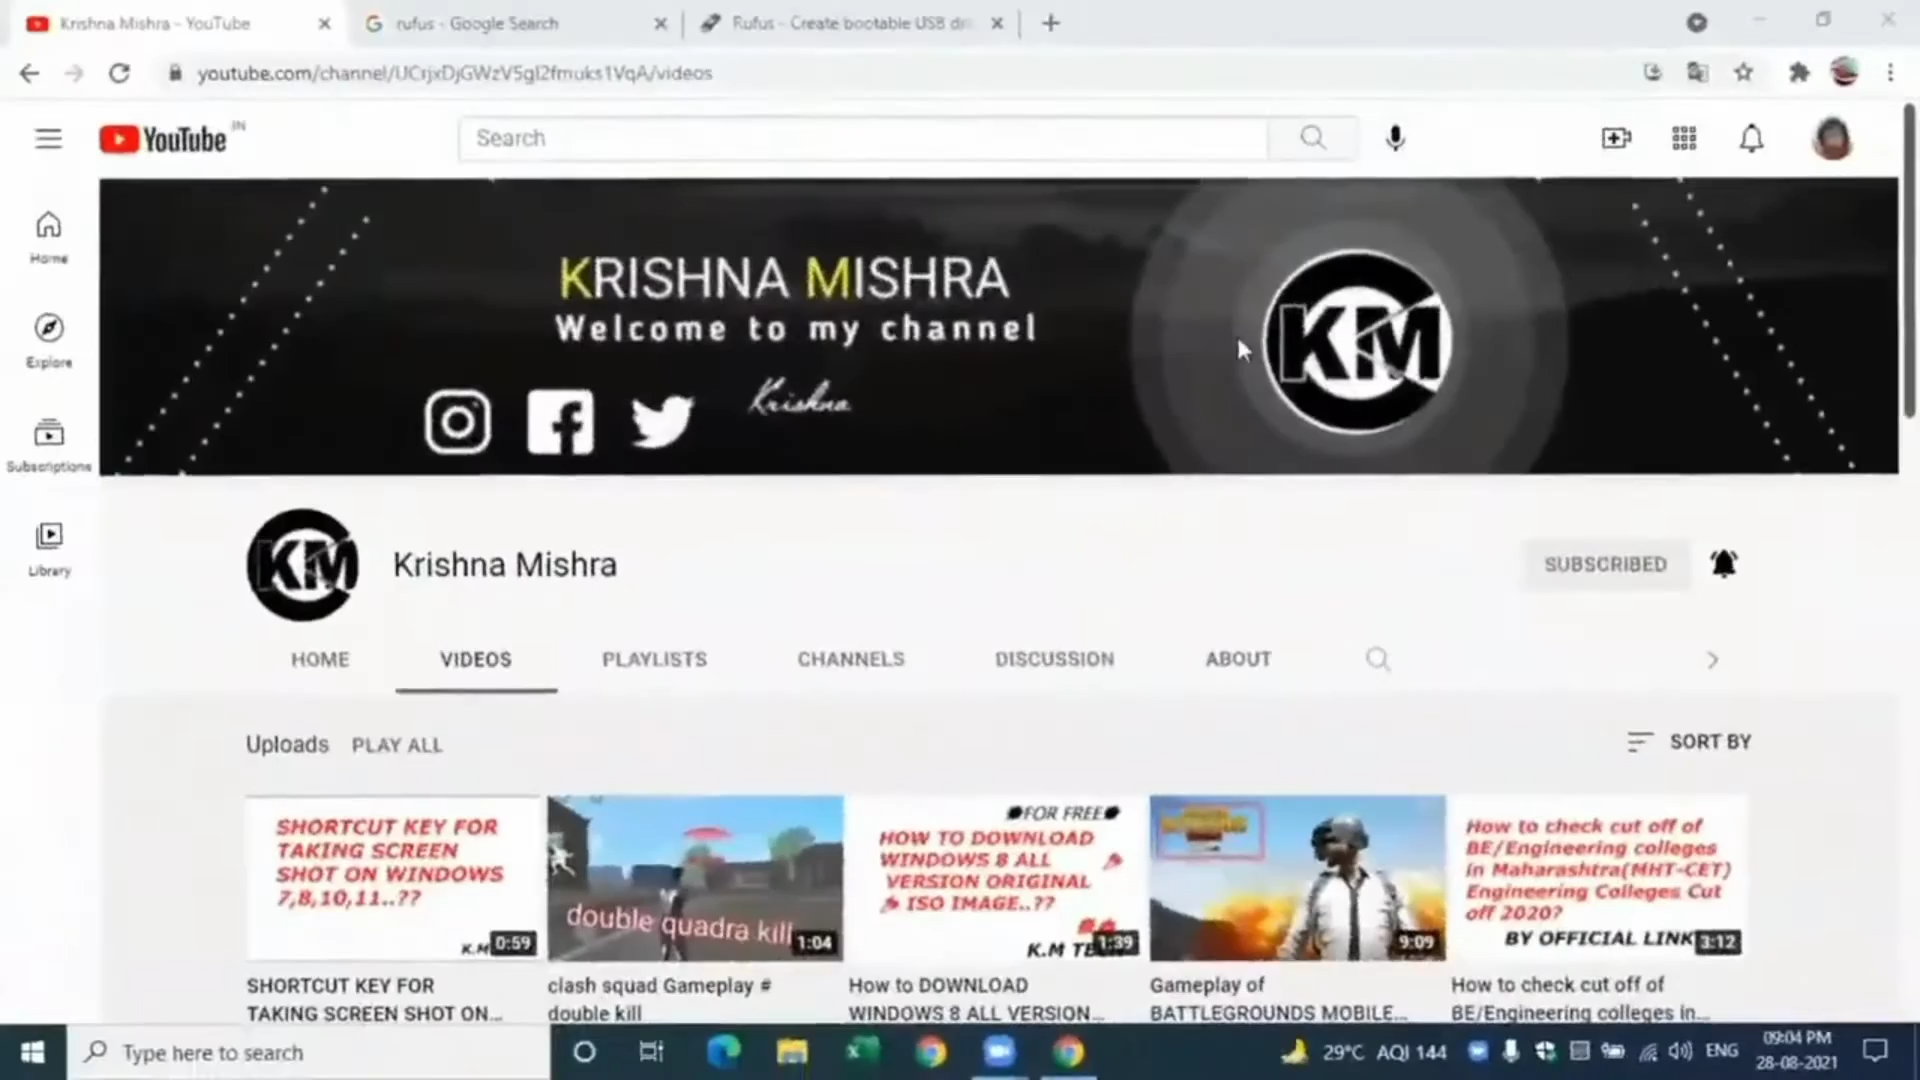 Krishna Mishra - YouTube
rufus - Google Search
Rufus - Create bootable USB dri
youtube.com/channel/UCrjxDjGWzV5gl2fmuks1VqA/videos
YouTube IN
Search
KRISHNA MISHRA
Welcome to my channel
Krishna
KM
Home
Explore
Subscriptions
Library
KM
Krishna Mishra
SUBSCRIBED
HOME
VIDEOS
PLAYLISTS
CHANNELS
DISCUSSION
ABOUT
Uploads
PLAY ALL
SORT BY
SHORTCUT KEY FOR
TAKING SCREEN
SHOT ON WINDOWS
7,8,10,11..??
K.M
0:59
double quadra kill
1:04
FOR FREE
HOW TO DOWNLOAD
WINDOWS 8 ALL
VERSION ORIGINAL
ISO IMAGE..??
K.M TE
1:39
9:09
How to check cut off of
BE/Engineering colleges
in Maharashtra(MHT-CET)
Engineering Colleges Cut
off 2020?
BY OFFICIAL LINK
3:12
SHORTCUT KEY FOR
TAKING SCREEN SHOT ON...
clash squad Gameplay #
double kill
How to DOWNLOAD
WINDOWS 8 ALL VERSION...
Gameplay of
BATTLEGROUNDS MOBILE...
How to check cut off of
BE/Engineering colleges in...
Type here to search
29°C AQI 144
ENG
09:04 PM
28-08-2021